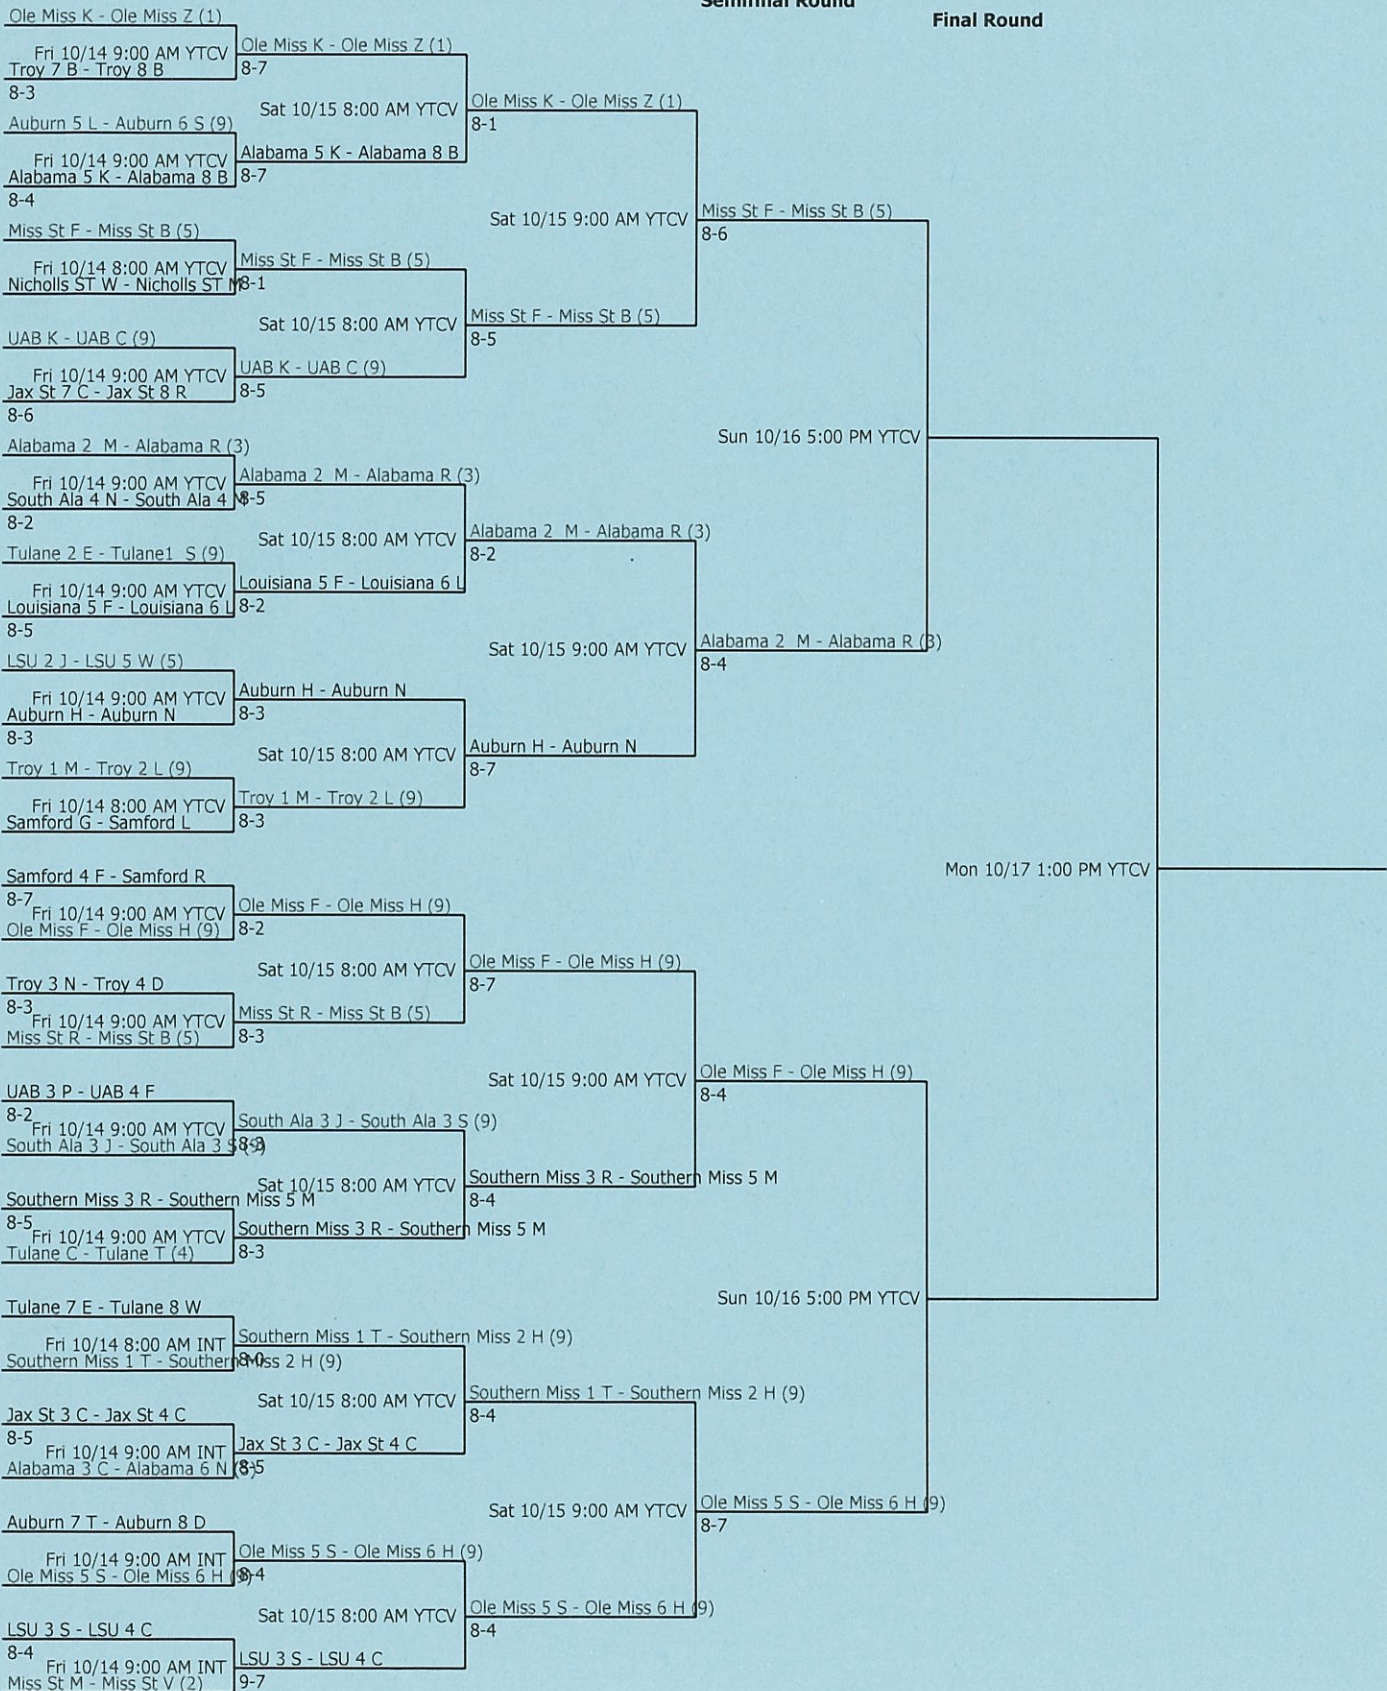 Semifinal Round
Final Round
Ole Miss K - Ole Miss Z (1)
Fri 10/14 9:00 AM YTCV
Troy 7 B - Troy 8 B
8-3
Auburn 5 L - Auburn 6 S (9)
Fri 10/14 9:00 AM YTCV
Alabama 5 K - Alabama 8 B
8-4
Miss St F - Miss St B (5)
Fri 10/14 8:00 AM YTCV
Nicholls ST W - Nicholls ST M
UAB K - UAB C (9)
Fri 10/14 9:00 AM YTCV
Jax St 7 C - Jax St 8 R
8-6
Alabama 2 M - Alabama R (3)
Fri 10/14 9:00 AM YTCV
South Ala 4 N - South Ala 4 M
8-2
Tulane 2 E - Tulane1 S (9)
Fri 10/14 9:00 AM YTCV
Louisiana 5 F - Louisiana 6 L
8-5
LSU 2 J - LSU 5 W (5)
Fri 10/14 9:00 AM YTCV
Auburn H - Auburn N
8-3
Troy 1 M - Troy 2 L (9)
Fri 10/14 8:00 AM YTCV
Samford G - Samford L
Samford 4 F - Samford R
8-7
Fri 10/14 9:00 AM YTCV
Ole Miss F - Ole Miss H (9)
Troy 3 N - Troy 4 D
8-3
Fri 10/14 9:00 AM YTCV
Miss St R - Miss St B (5)
UAB 3 P - UAB 4 F
8-2
Fri 10/14 9:00 AM YTCV
South Ala 3 J - South Ala 3 S (9)
Southern Miss 3 R - Southern Miss 5 M
8-5
Fri 10/14 9:00 AM YTCV
Tulane C - Tulane T (4)
Tulane 7 E - Tulane 8 W
Fri 10/14 8:00 AM INT
Southern Miss 1 T - Southern Miss 2 H (9)
Jax St 3 C - Jax St 4 C
8-5
Fri 10/14 9:00 AM INT
Alabama 3 C - Alabama 6 N
Auburn 7 T - Auburn 8 D
Fri 10/14 9:00 AM INT
Ole Miss 5 S - Ole Miss 6 H (9)
LSU 3 S - LSU 4 C
8-4
Fri 10/14 9:00 AM INT
Miss St M - Miss St V (2)
Ole Miss K - Ole Miss Z (1)
8-7
Sat 10/15 8:00 AM YTCV
Alabama 5 K - Alabama 8 B
8-7
Miss St F - Miss St B (5)
8-1
Sat 10/15 8:00 AM YTCV
UAB K - UAB C (9)
8-5
Alabama 2 M - Alabama R (3)
8-5
Sat 10/15 8:00 AM YTCV
Louisiana 5 F - Louisiana 6 L
8-2
Auburn H - Auburn N
8-3
Sat 10/15 8:00 AM YTCV
Troy 1 M - Troy 2 L (9)
8-3
Ole Miss F - Ole Miss H (9)
8-2
Sat 10/15 8:00 AM YTCV
Miss St R - Miss St B (5)
8-3
South Ala 3 J - South Ala 3 S (9)
8-3
Sat 10/15 8:00 AM YTCV
Southern Miss 3 R - Southern Miss 5 M
8-3
Southern Miss 1 T - Southern Miss 2 H (9)
8-0
Sat 10/15 8:00 AM YTCV
Jax St 3 C - Jax St 4 C
8-5
Ole Miss 5 S - Ole Miss 6 H (9)
8-4
Sat 10/15 8:00 AM YTCV
LSU 3 S - LSU 4 C
9-7
Ole Miss K - Ole Miss Z (1)
8-1
Sat 10/15 9:00 AM YTCV
Miss St F - Miss St B (5)
8-5
Alabama 2 M - Alabama R (3)
8-2
Sat 10/15 9:00 AM YTCV
Auburn H - Auburn N
8-7
Ole Miss F - Ole Miss H (9)
8-7
Sat 10/15 9:00 AM YTCV
Southern Miss 3 R - Southern Miss 5 M
8-4
Southern Miss 1 T - Southern Miss 2 H (9)
8-4
Sat 10/15 9:00 AM YTCV
Ole Miss 5 S - Ole Miss 6 H (9)
8-4
Miss St F - Miss St B (5)
8-6
Sun 10/16 5:00 PM YTCV
Alabama 2 M - Alabama R (3)
8-4
Ole Miss F - Ole Miss H (9)
8-4
Sun 10/16 5:00 PM YTCV
Ole Miss 5 S - Ole Miss 6 H (9)
8-7
Mon 10/17 1:00 PM YTCV